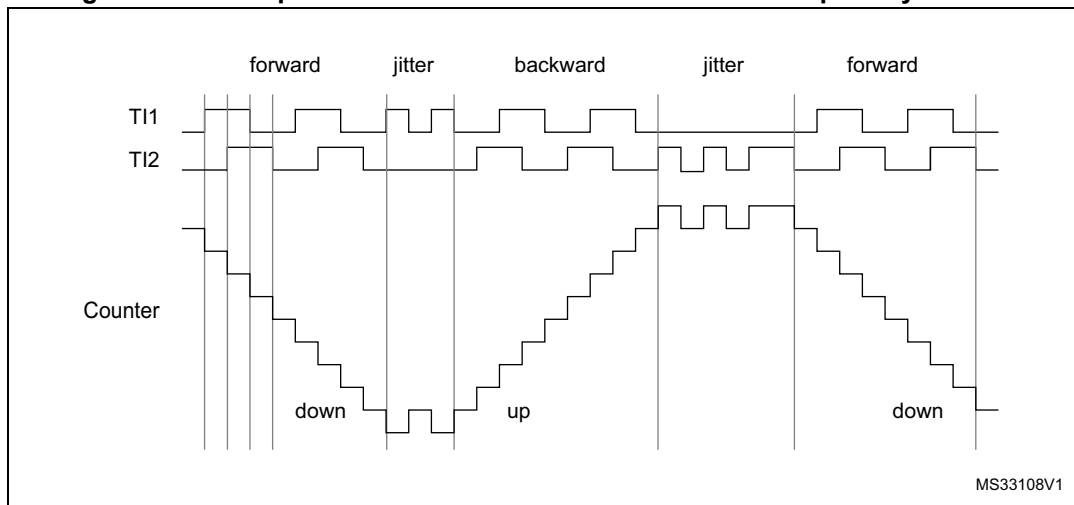 forward jitter backward jitter forward
TI1
TI2
Counter
down up down
MS33108V1